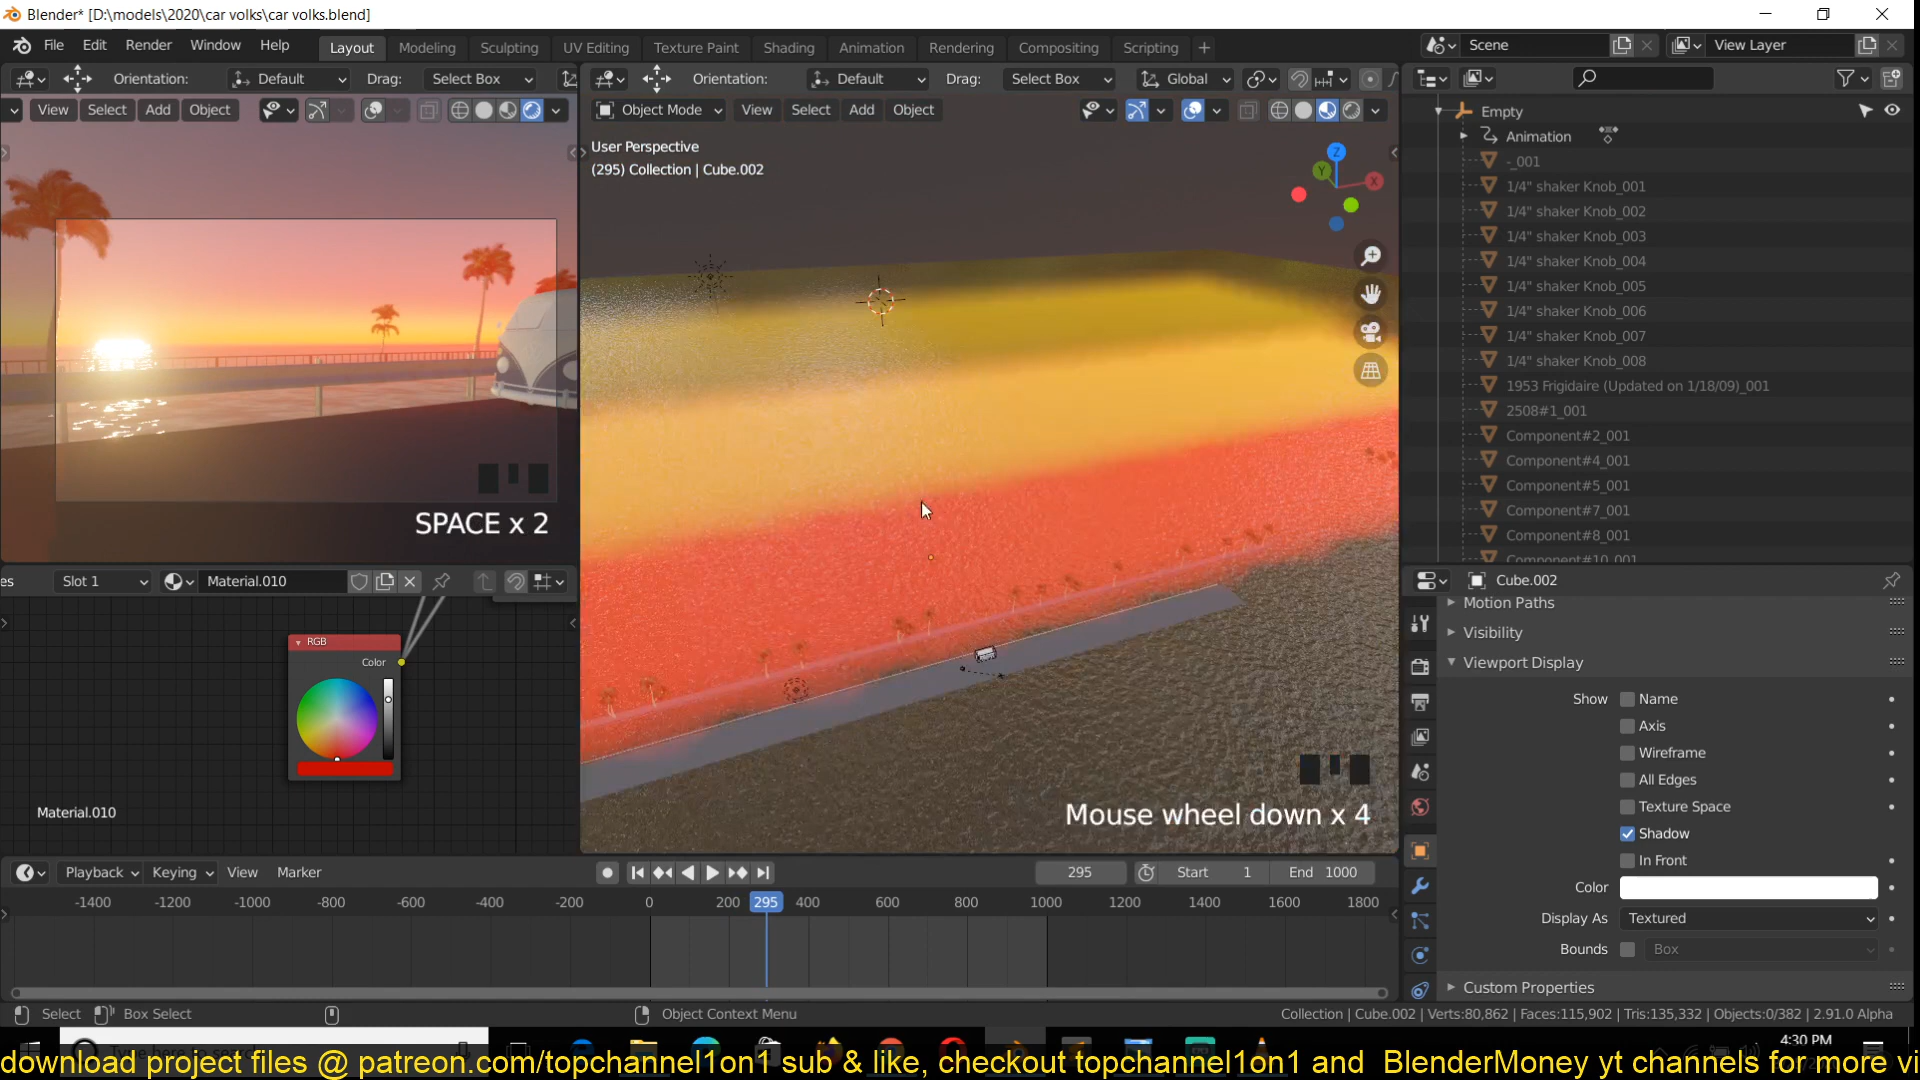 Blender* [D:\models\2020\car volks\car volks.blend]
File Edit Render Window Help Layout Modeling Sculpting UV Editing Texture Paint Shading Animation Rendering Compositing Scripting + Scene View Layer
Orientation: Default Drag: Select Box Orientation: Default Drag: Select Box Global
View Select Add Object Object Mode View Select Add Object
User Perspective
(295) Collection | Cube.002
Z
Y
X
Empty
Animation
-_001
1/4" shaker Knob_001
1/4" shaker Knob_002
1/4" shaker Knob_003
1/4" shaker Knob_004
1/4" shaker Knob_005
1/4" shaker Knob_006
1/4" shaker Knob_007
1/4" shaker Knob_008
1953 Frigidaire (Updated on 1/18/09)_001
2508#1_001
Component#2_001
Component#4_001
Component#5_001
Component#7_001
Component#8_001
Component#10_001
SPACE x 2
es Slot 1 Material.010
RGB
Color
Material.010
Mouse wheel down x 4
Cube.002
Motion Paths
Visibility
Viewport Display
Show Name
Axis
Wireframe
All Edges
Texture Space
Shadow
In Front
Color
Display As Textured
Bounds Box
Custom Properties
Playback Keying View Marker 295 Start 1 End 1000
-1400 -1200 -1000 -800 -600 -400 -200 0 200 295 400 600 800 1000 1200 1400 1600 1800
Select Box Select Object Context Menu Collection | Cube.002 | Verts:80,862 | Faces:115,902 | Tris:135,332 | Objects:0/382 | 2.91.0 Alpha
4:30 PM
download project files @ patreon.com/topchannel1on1 sub & like, checkout topchannel1on1 and BlenderMoney yt channels for more vi